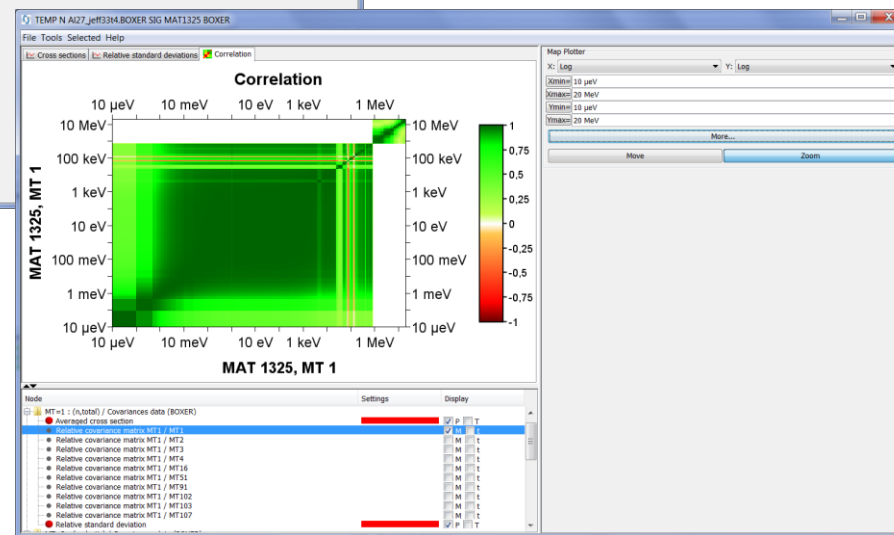 TEMP N Al27_jeff33t4.BOXER SIG MAT1325 BOXER
File Tools Selected Help
Cross sections Relative standard deviations Correlation
Correlation
10 µeV 10 meV 10 eV 1 keV 1 MeV
10 MeV 10 MeV 1
100 keV 100 keV 0,75
0,5
1 keV 1 keV 0,25
10 eV 10 eV 0
-0,25
100 meV 100 meV -0,5
1 meV 1 meV -0,75
10 µeV 10 µeV -1
10 µeV 10 meV 10 eV 1 keV 1 MeV
MAT 1325, MT 1
MAT 1325, MT 1
Map Plotter
X: Log Y: Log
Xmin= 10 µeV
Xmax= 20 MeV
Ymin= 10 µeV
Ymax= 20 MeV
More...
Move Zoom
Node Settings Display
MT=1 : (n,total) / Covariances data (BOXER)
Averaged cross section P T
Relative covariance matrix MT1 / MT1 M t
Relative covariance matrix MT1 / MT2 M t
Relative covariance matrix MT1 / MT3 M t
Relative covariance matrix MT1 / MT4 M t
Relative covariance matrix MT1 / MT16 M t
Relative covariance matrix MT1 / MT51 M t
Relative covariance matrix MT1 / MT91 M t
Relative covariance matrix MT1 / MT102 M t
Relative covariance matrix MT1 / MT103 M t
Relative covariance matrix MT1 / MT107 M t
Relative standard deviation P T